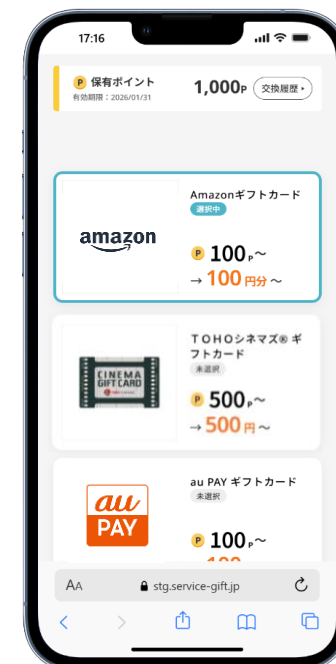 17:16
P 保有ポイント
有効期限：2026/01/31
1,000P
交換履歴
Amazonギフトカード
選択中
amazon
P 100P〜
→ 100円分〜
TOHOシネマズ® ギ
フトカード
未選択
CINEMA
GIFT CARD
P 500P〜
→ 500円〜
au PAY ギフトカード
未選択
au
PAY
P 100P〜
AA
stg.service-gift.jp